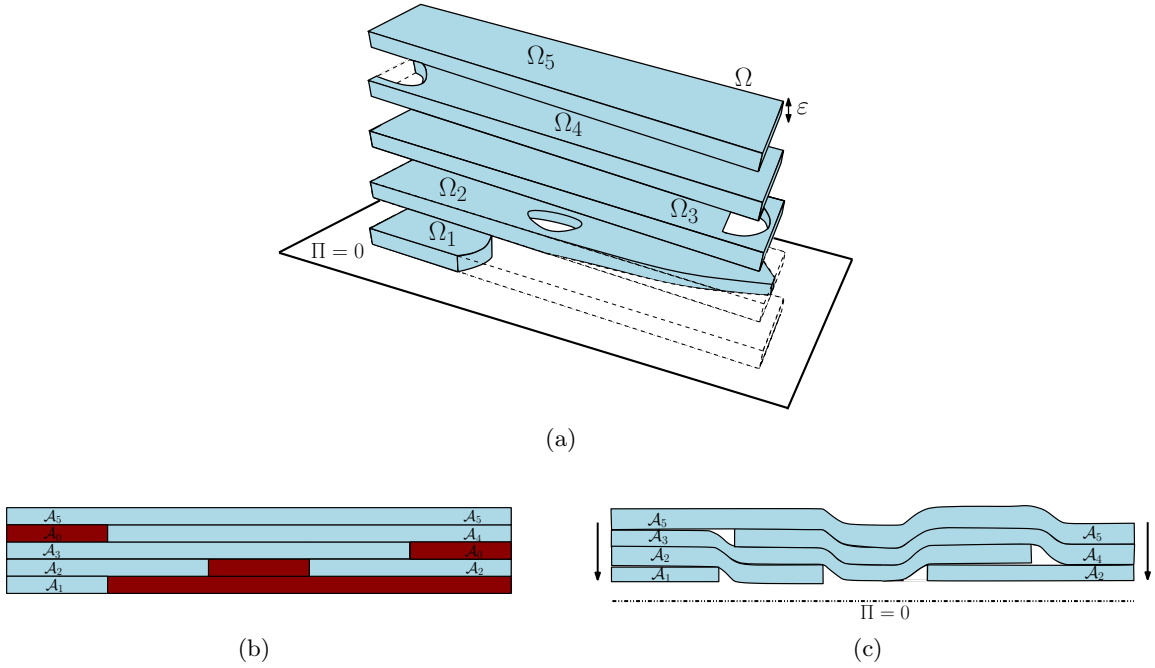 Ω₅
Ω
ε
Ω₄
Ω₂
Ω₃
Ω₁
Π = 0
(a)
𝒜₅ 𝒜₅
𝒜₀ 𝒜₄
𝒜₃ 𝒜₀
𝒜₂ 𝒜₂
𝒜₁
(b)
𝒜₅ 𝒜₅
𝒜₃
𝒜₂ 𝒜₄
𝒜₁ 𝒜₂
Π = 0
(c)